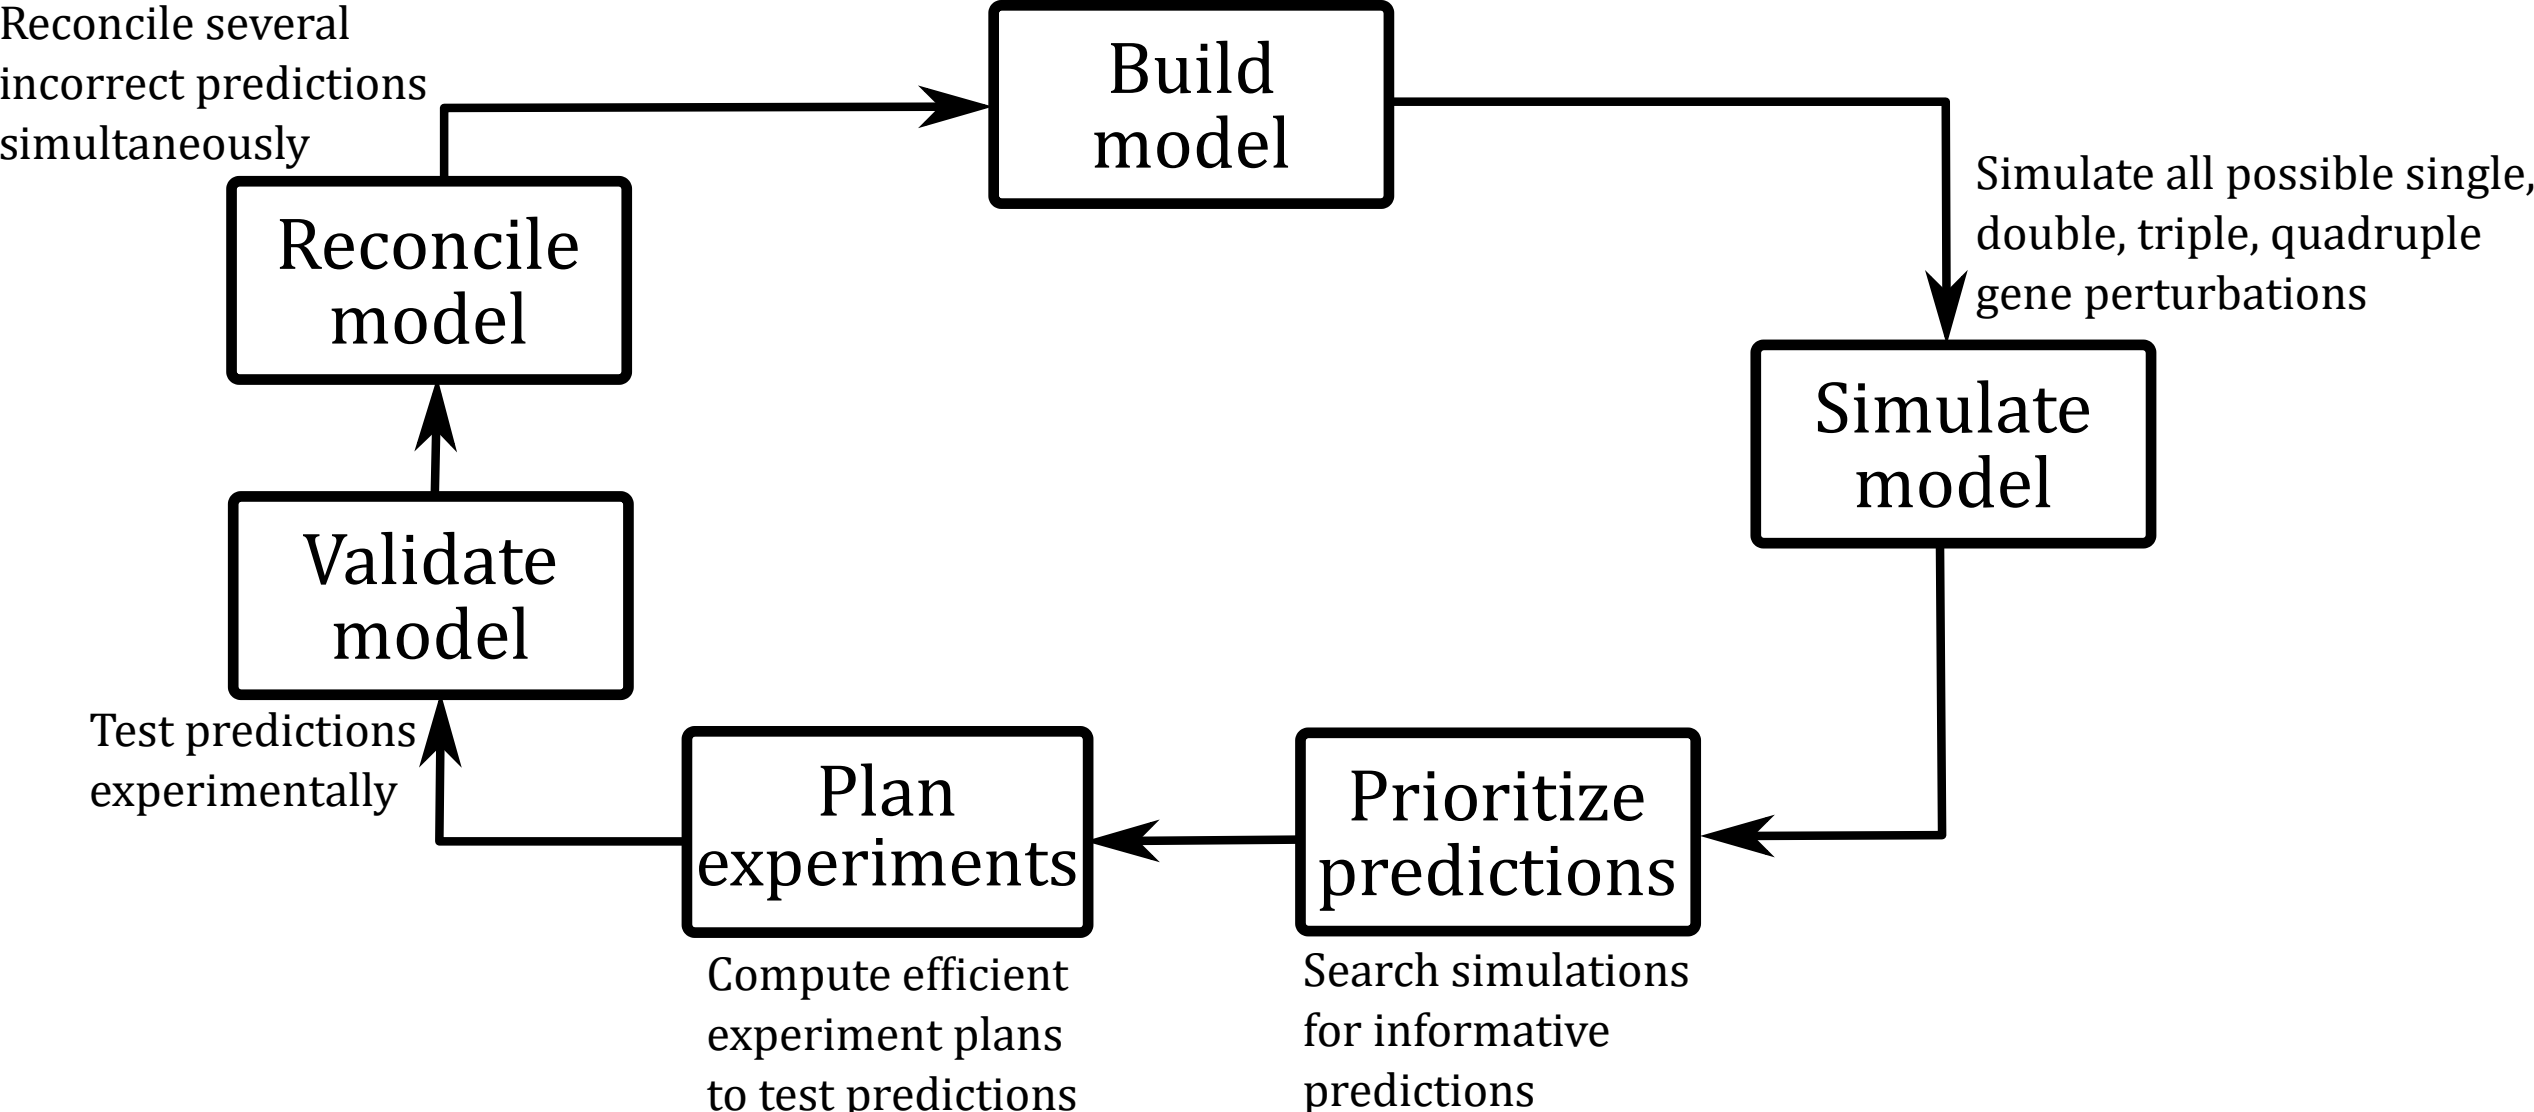 Reconcile several
incorrect predictions
simultaneously
Build
model
Simulate all possible single,
double, triple, quadruple
gene perturbations
Reconcile
model
Simulate
model
Validate
model
Test predictions
experimentally
Plan
experiments
Compute efficient
experiment plans
to test predictions
Prioritize
predictions
Search simulations
for informative
predictions